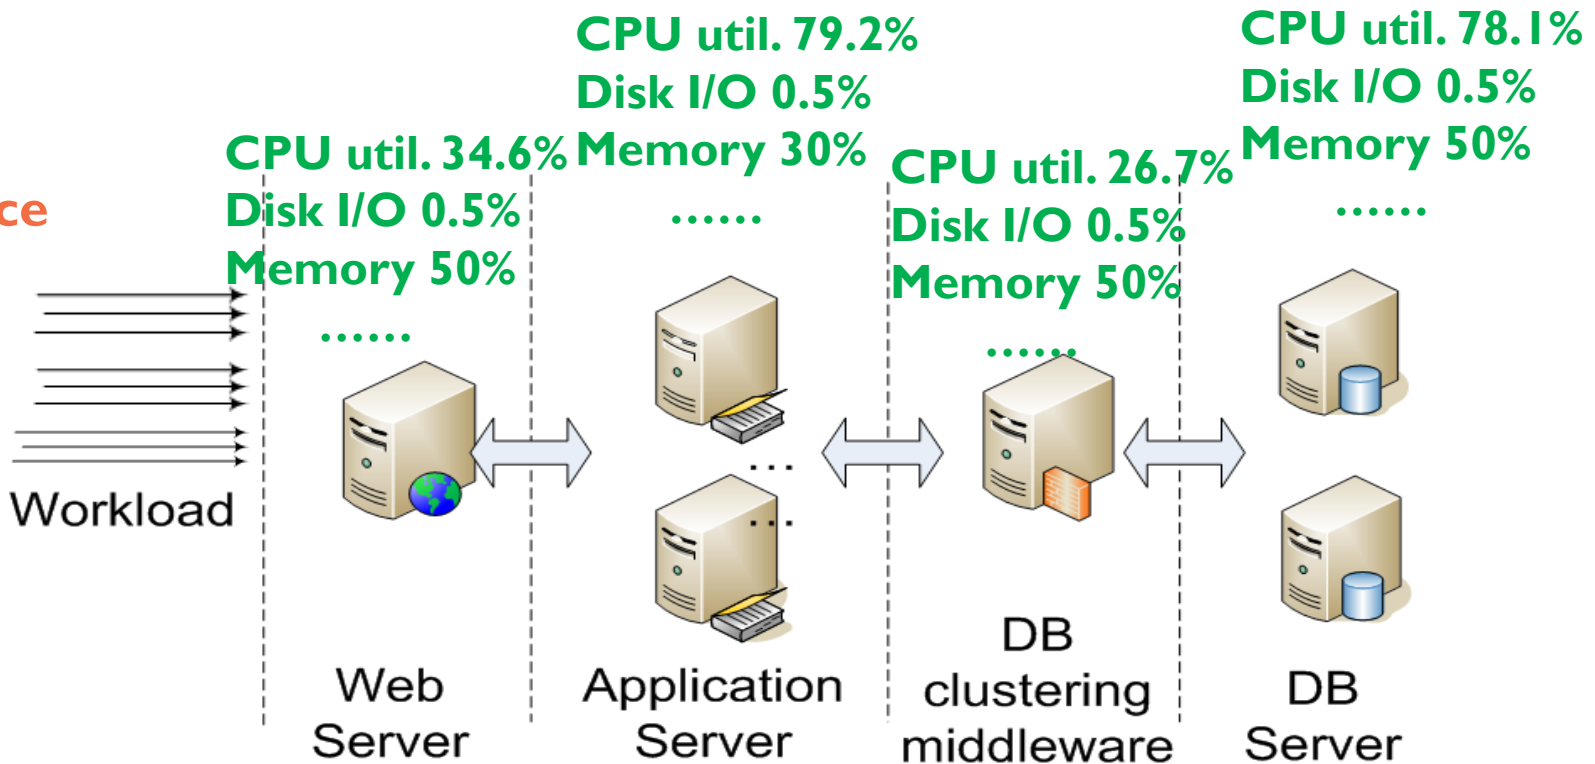 ce
Workload
CPU util. 34.6%
Disk I/O 0.5%
Memory 50%
......
Web
Server
CPU util. 79.2%
Disk I/O 0.5%
Memory 30%
......
...
...
Application
Server
CPU util. 26.7%
Disk I/O 0.5%
Memory 50%
......
DB
clustering
middleware
CPU util. 78.1%
Disk I/O 0.5%
Memory 50%
......
DB
Server